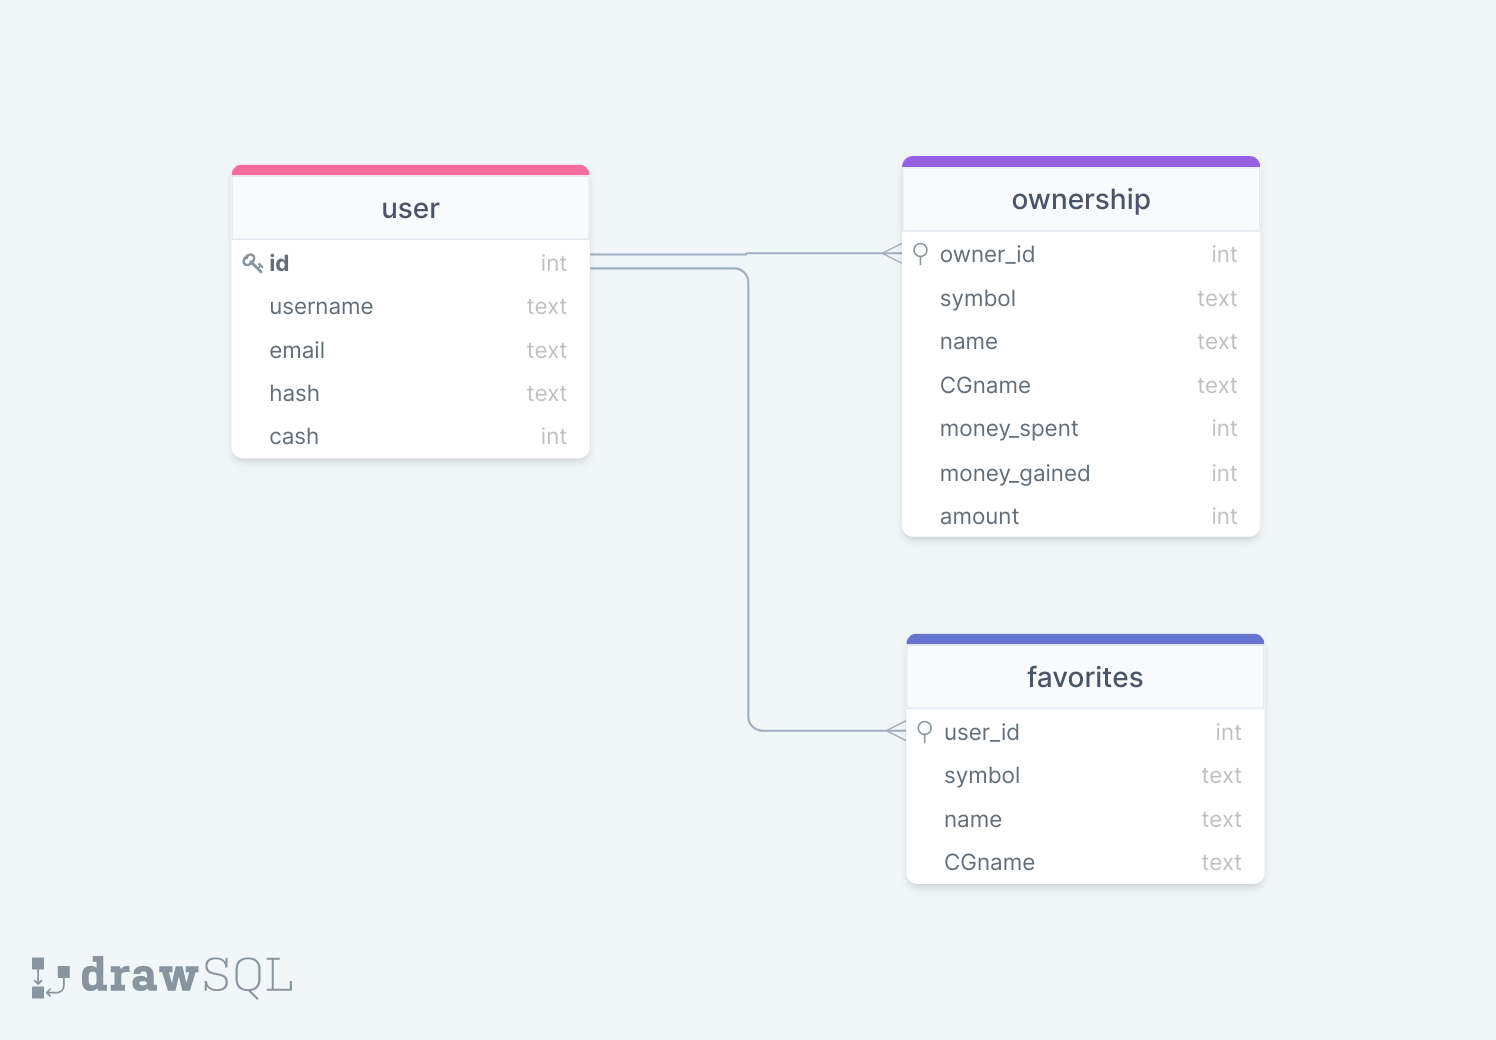 user
id int
username text
email text
hash text
cash int
ownership
owner_id int
symbol text
name text
CGname text
money_spent int
money_gained int
amount int
favorites
user_id int
symbol text
name text
CGname text
drawSQL